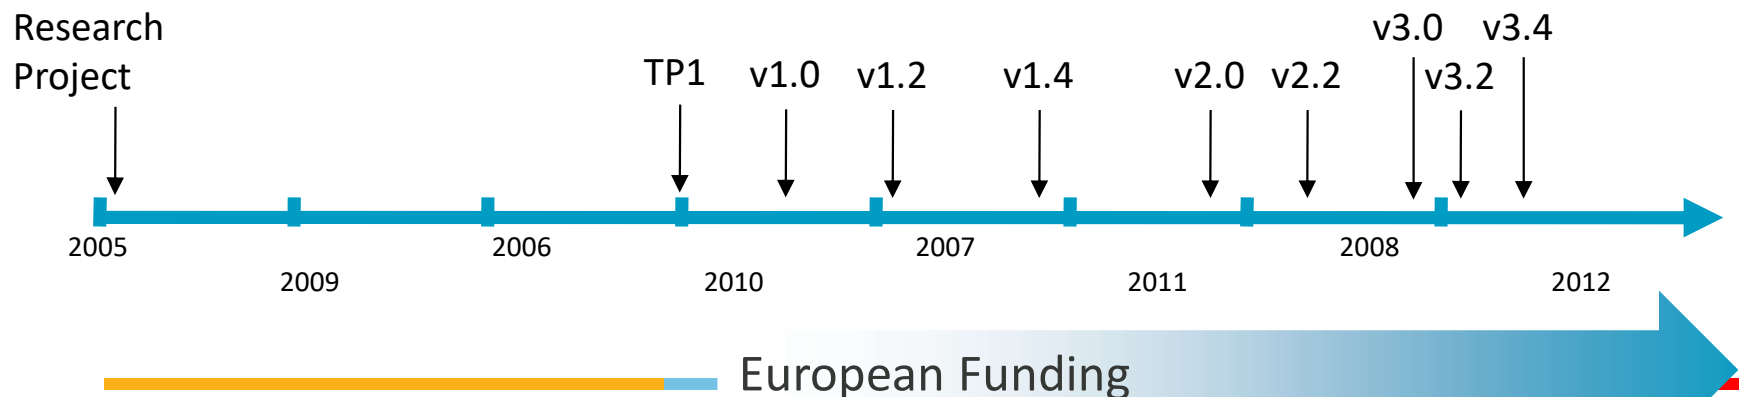 Research
Project
TP1
v1.0
v1.2
v1.4
v2.0
v2.2
v3.0
v3.2
v3.4
2005
2006
2007
2008
2009
2010
2011
2012
European Funding